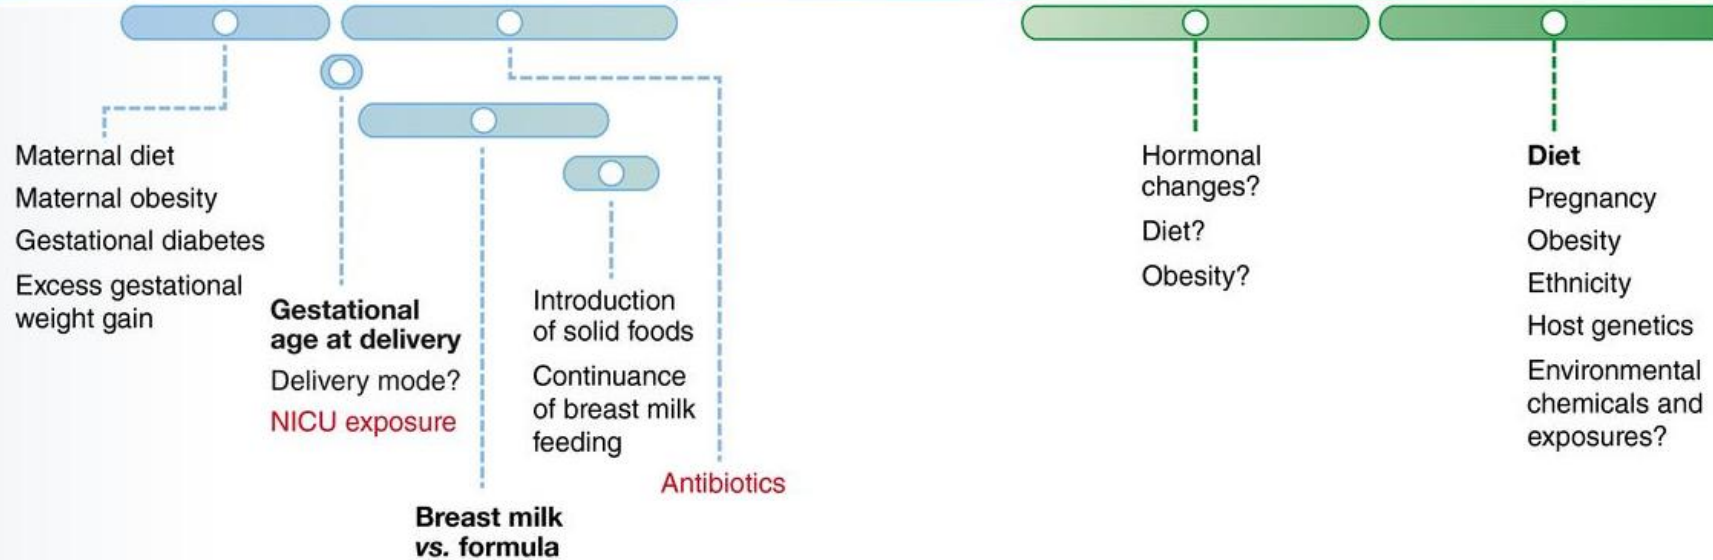 Maternal diet
Maternal obesity
Gestational diabetes
Excess gestational
weight gain
Gestational
age at delivery
Delivery mode?
NICU exposure
Breast milk
vs. formula
Introduction
of solid foods
Continuance
of breast milk
feeding
Antibiotics
Hormonal
changes?
Diet?
Obesity?
Diet
Pregnancy
Obesity
Ethnicity
Host genetics
Environmental
chemicals and
exposures?